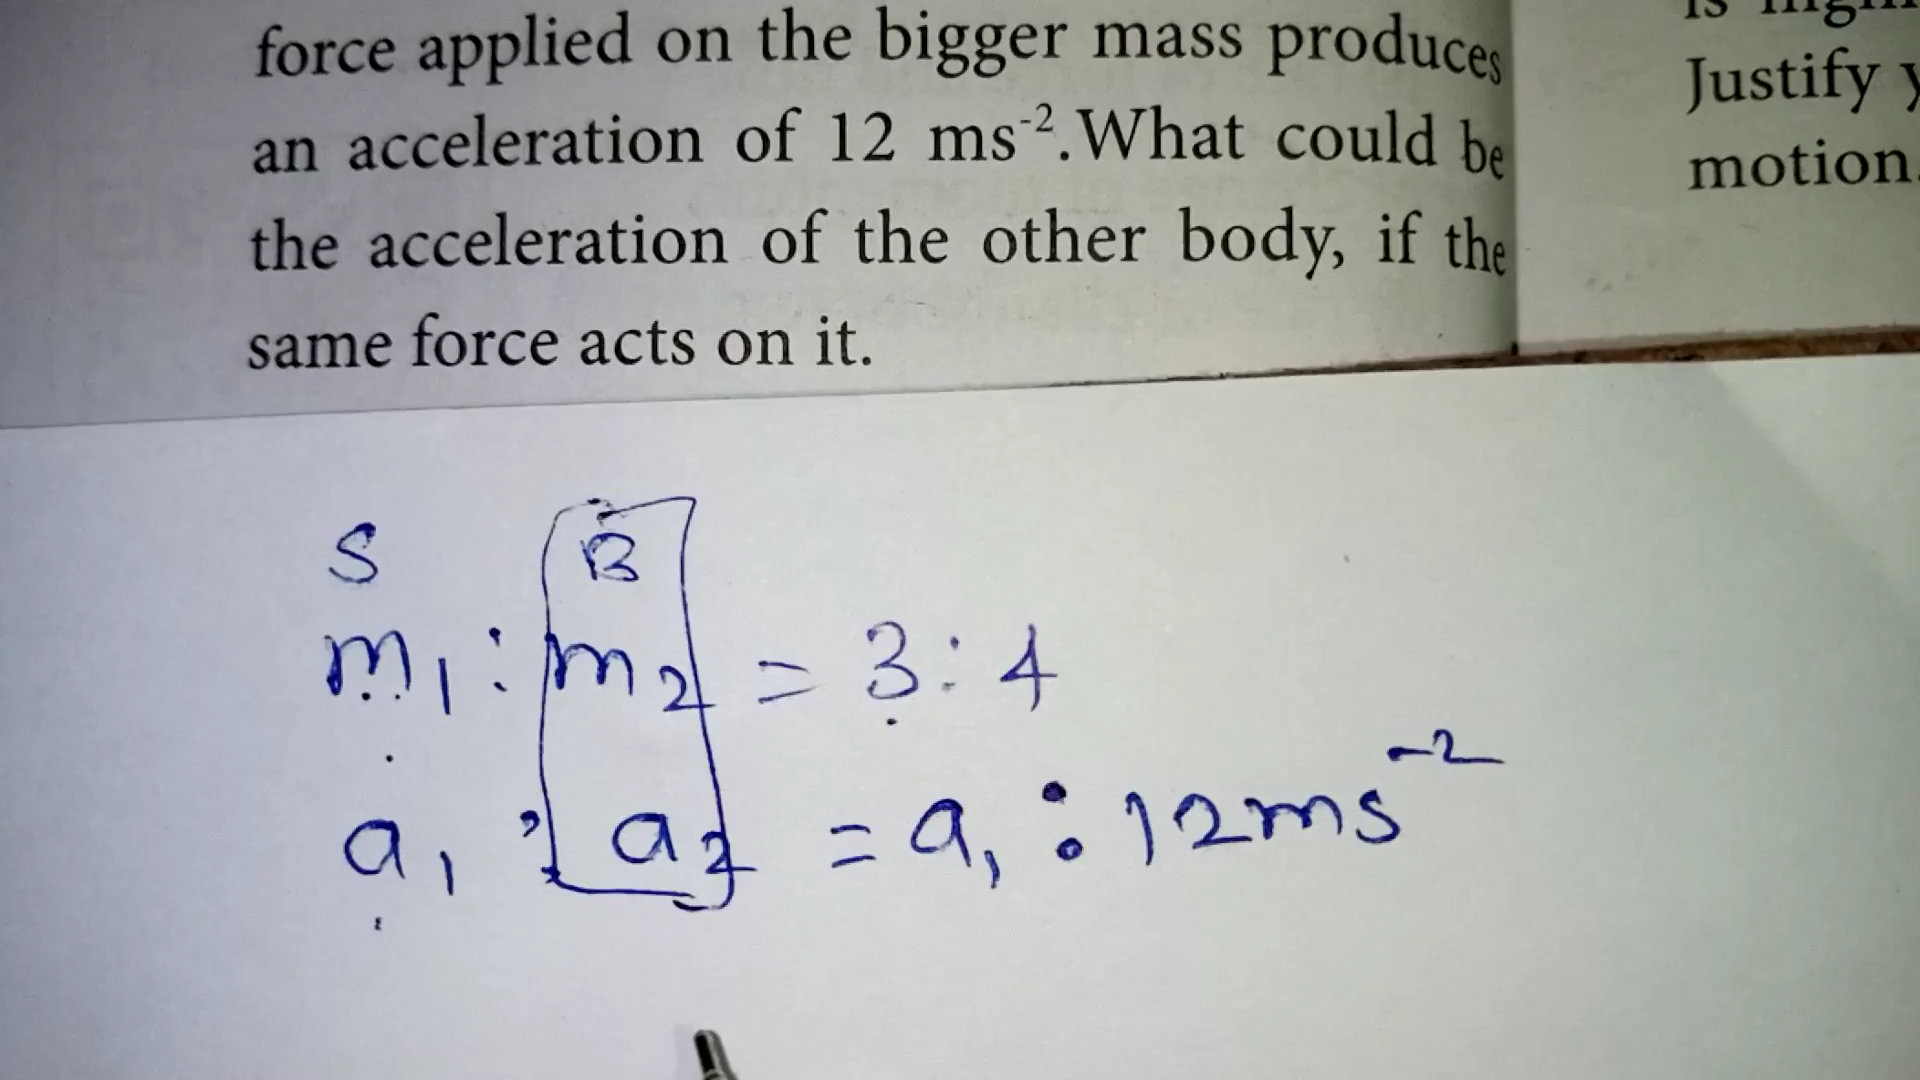 force applied on the bigger mass produces
an acceleration of 12 ms⁻².What could be
the acceleration of the other body, if the
same force acts on it.
Justify
motion.
S B
m₁ : m₂ = 3 : 4
a₁ , a₂ = a₁ : 12ms⁻²